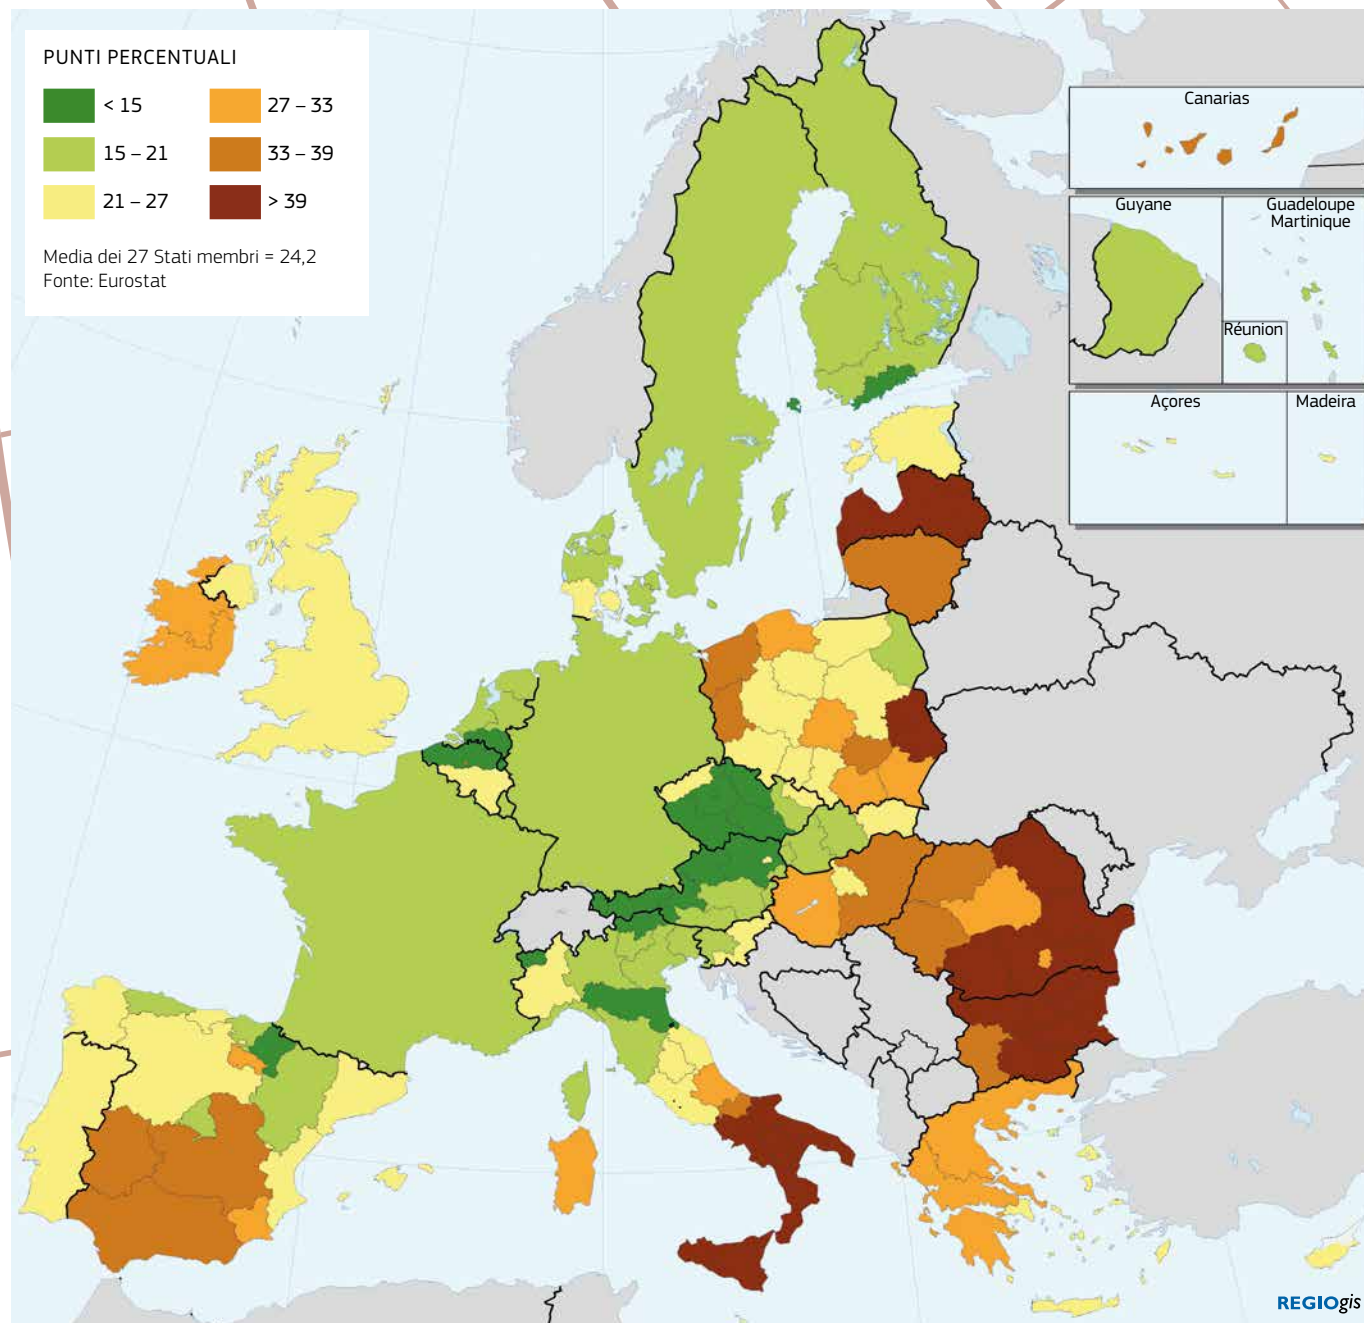 PUNTI PERCENTUALI
< 15
27 – 33
15 – 21
33 – 39
21 – 27
> 39
Media dei 27 Stati membri = 24,2
Fonte: Eurostat
Canarias
Guyane
Guadeloupe
Martinique
Réunion
Açores
Madeira
REGIOgis